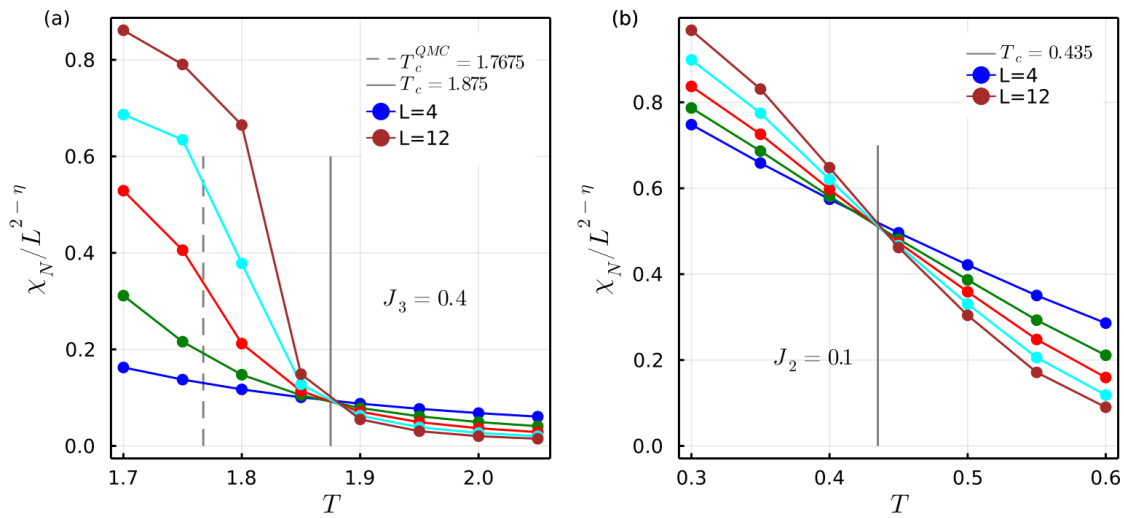 (a)
χ_N/L^{2−η}
0.8
0.6
0.4
0.2
0.0
T_c^{QMC} = 1.7675
T_c = 1.875
L=4
L=12
J_3 = 0.4
1.7 1.8 1.9 2.0
T
(b)
χ_N/L^{2−η}
0.8
0.6
0.4
0.2
0.0
T_c = 0.435
L=4
L=12
J_2 = 0.1
0.3 0.4 0.5 0.6
T